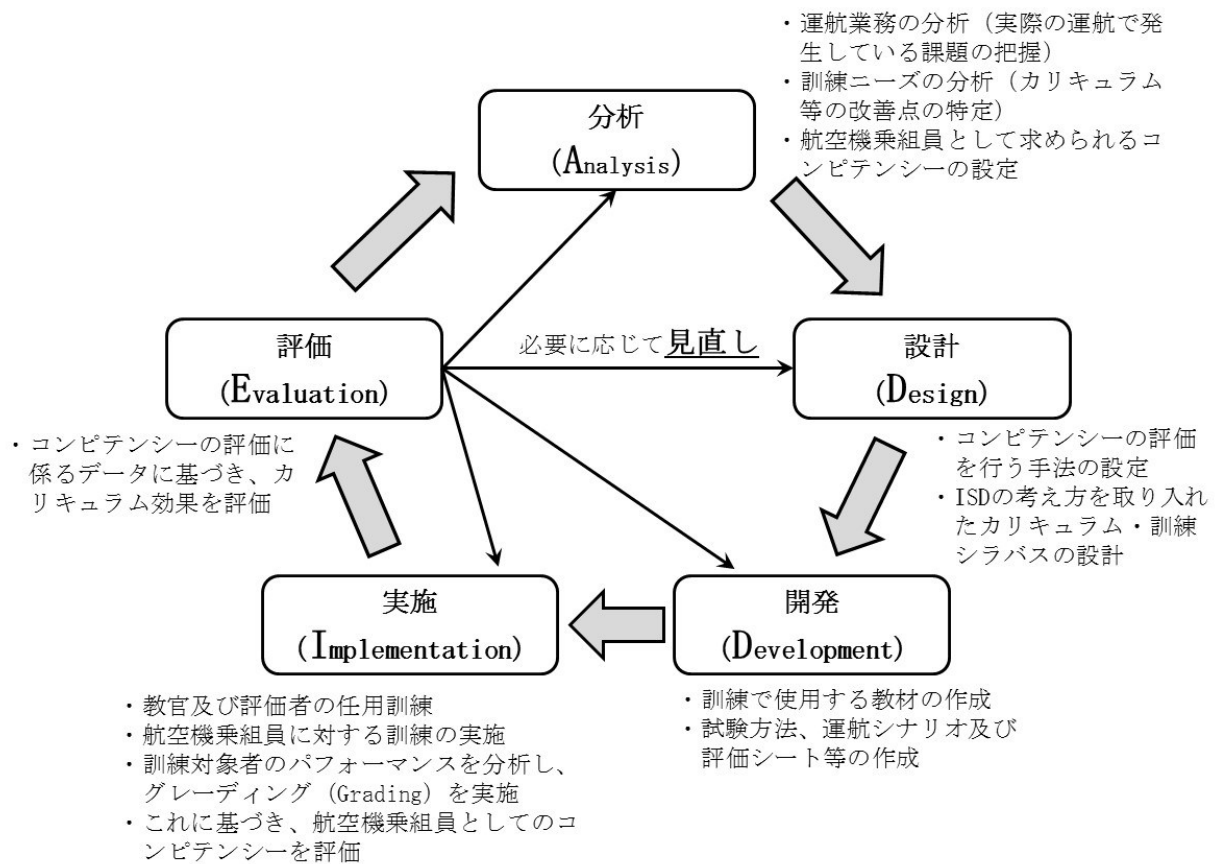 ・運航業務の分析（実際の運航で発
生している課題の把握）
・訓練ニーズの分析（カリキュラム
等の改善点の特定）
・航空機乗組員として求められるコ
ンピテンシーの設定
分析
(Analysis)
評価
(Evaluation)
必要に応じて見直し
設計
(Design)
・コンピテンシーの評価に
係るデータに基づき、カ
リキュラム効果を評価
・コンピテンシーの評価
を行う手法の設定
・ISDの考え方を取り入れ
たカリキュラム・訓練
シラバスの設計
実施
(Implementation)
開発
(Development)
・教官及び評価者の任用訓練
・航空機乗組員に対する訓練の実施
・訓練対象者のパフォーマンスを分析し、
グレーディング (Grading) を実施
・これに基づき、航空機乗組員としてのコ
ンピテンシーを評価
・訓練で使用する教材の作成
・試験方法、運航シナリオ及び
評価シート等の作成